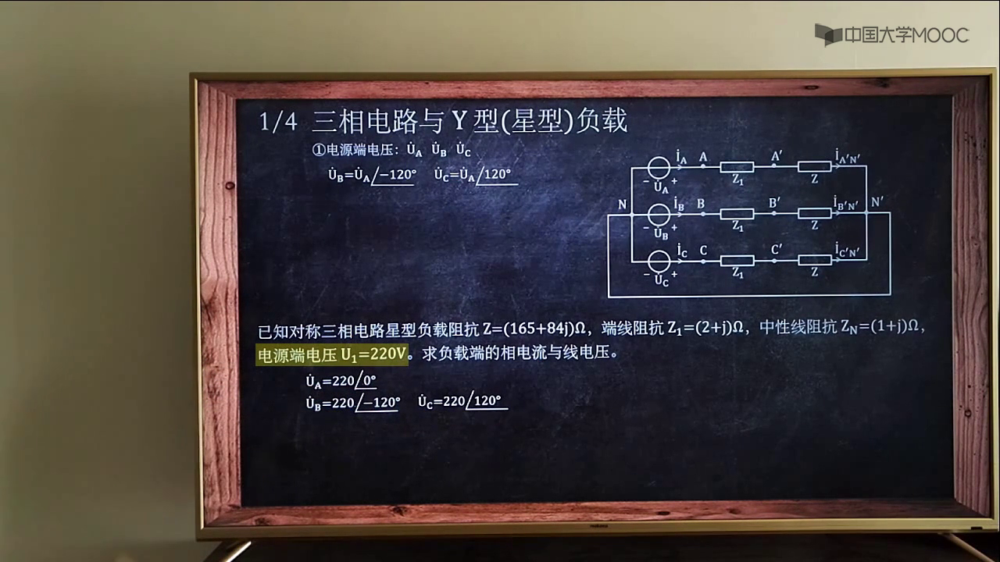 中国大学MOOC
1/4 三相电路与 Y 型(星型)负载
①电源端电压：U̇A U̇B U̇C
U̇B=U̇A/−120° U̇C=U̇A/120°
İA A A′ İA′N′
− U̇A + Z1 Z
N İB B B′ İB′N′ N′
− U̇B + Z1 Z
İC C C′ İC′N′
− U̇C + Z1 Z
已知对称三相电路星型负载阻抗 Z=(165+84j)Ω，端线阻抗 Z1=(2+j)Ω，中性线阻抗 ZN=(1+j)Ω，
电源端电压 U1=220V。求负载端的相电流与线电压。
U̇A=220/0°
U̇B=220/−120° U̇C=220/120°